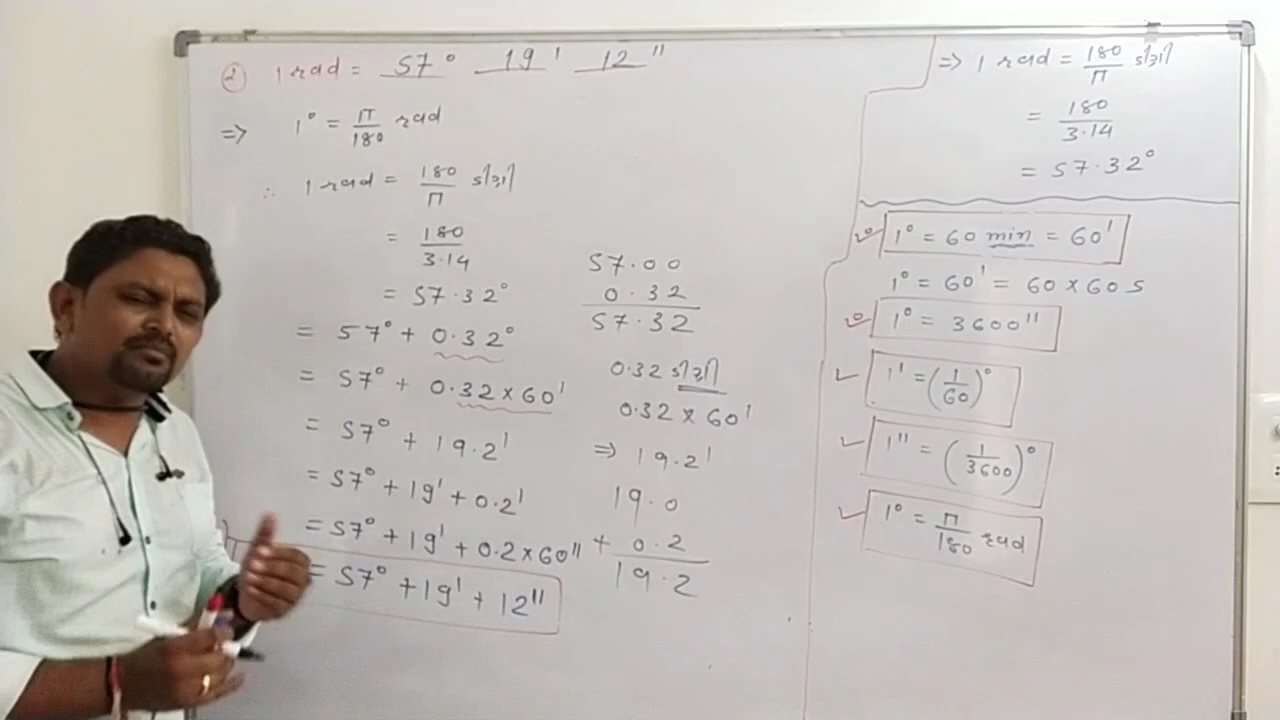 ② 1 rad = 57° 19' 12"
=> 1° = π/180 rad
∴ 1 rad = 180/π ડીગ્રી
= 180/3.14
= 57.32°
= 57° + 0.32°
= 57° + 0.32 × 60'
= 57° + 19.2'
= 57° + 19' + 0.2'
= 57° + 19' + 0.2 × 60"
= 57° + 19' + 12"
57.00
0.32
57.32
0.32 ડીગ્રી
0.32 × 60'
=> 19.2'
19.0
+ 0.2
19.2
=> 1 rad = 180/π ડીગ્રી
= 180/3.14
= 57.32°
1° = 60 min = 60'
1° = 60' = 60 × 60 s
1° = 3600"
1' = (1/60)°
1" = (1/3600)°
1° = π/180 rad